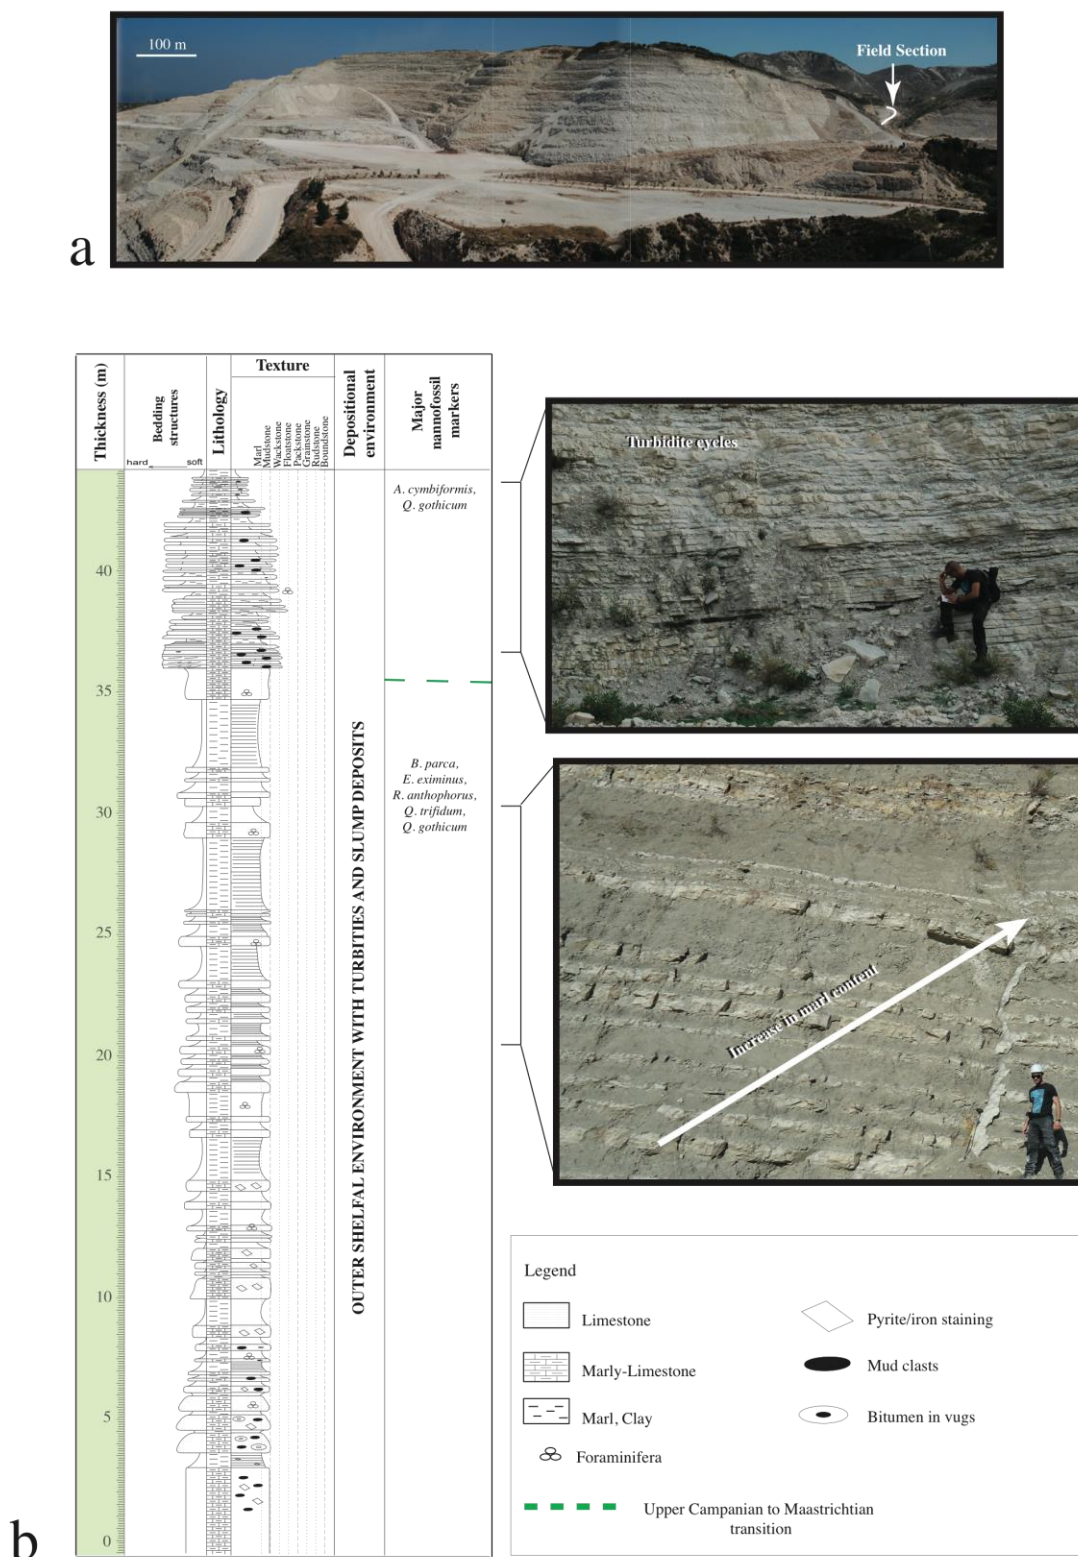 100 m
Field Section
a
Thickness (m)
Bedding
structures
hard
soft
Lithology
Texture
Marl
Mudstone
Wackstone
Floatstone
Packstone
Grainstone
Rudstone
Boundstone
Depositional
environment
Major
nannofossil
markers
A. cymbiformis,
Q. gothicum
B. parca,
E. eximinus,
R. anthophorus,
Q. trifidum,
Q. gothicum
40
35
30
25
20
15
10
5
0
OUTER SHELFAL ENVIRONMENT WITH TURBITIES AND SLUMP DEPOSITS
Turbidite cycles
Increase in marl content
Legend
Limestone
Marly-Limestone
Marl, Clay
Foraminifera
Pyrite/iron staining
Mud clasts
Bitumen in vugs
Upper Campanian to Maastrichtian
transition
b